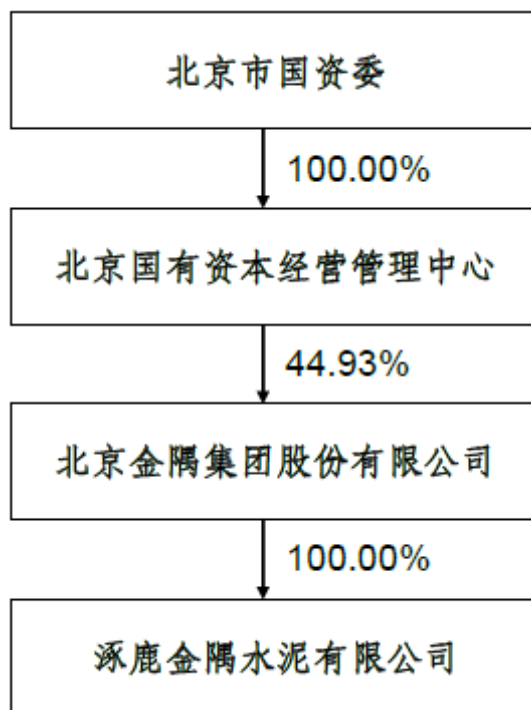 北京市国资委
100.00%
北京国有资本经营管理中心
44.93%
北京金隅集团股份有限公司
100.00%
涿鹿金隅水泥有限公司